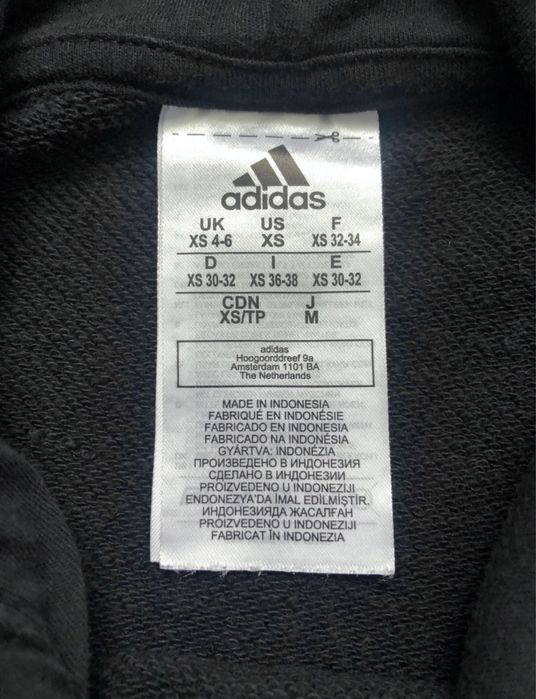 adidas
UK US F
XS 4-6 XS XS 32-34
D I E
XS 30-32 XS 36-38 XS 30-32
CDN J
XS/TP M
adidas
Hoogoorddreef 9a
Amsterdam 1101 BA
The Netherlands
MADE IN INDONESIA
FABRIQUÉ EN INDONÉSIE
FABRICADO EN INDONESIA
FABRICADO NA INDONÉSIA
GYÁRTVA: INDONÉZIA
ПРОИЗВЕДЕНО В ИНДОНЕЗИЯ
СДЕЛАНО В ИНДОНЕЗИИ
PROIZVEDENO U INDONEZIJI
ENDONEZYA'DA İMAL EDİLMİŞTİR.
ИНДОНЕЗИЯДА ЖАСАЛҒАН
PROIZVEDENO U INDONEZIJI
FABRICAT ÎN INDONEZIA